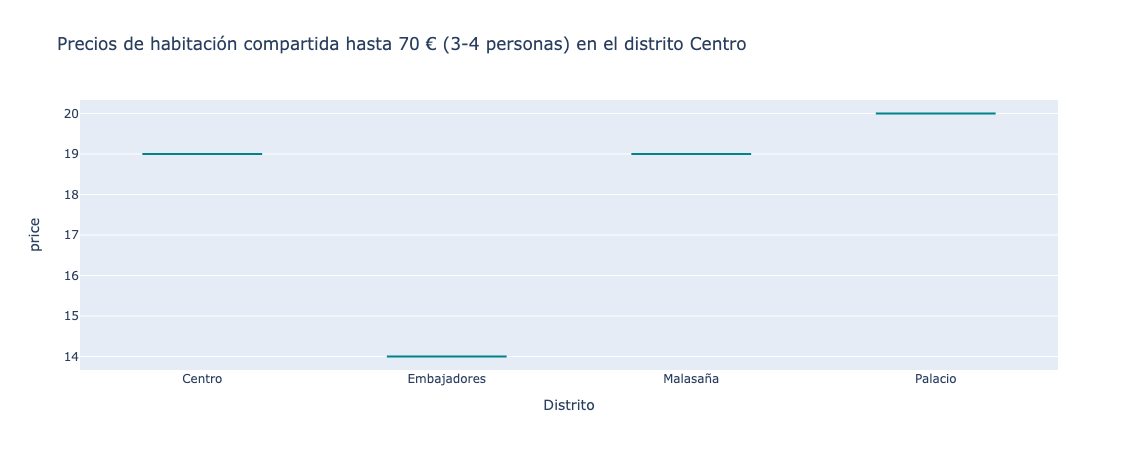 Precios de habitación compartida hasta 70 € (3-4 personas) en el distrito Centro
20
19
18
17
16
15
14
price
Centro Embajadores Malasaña Palacio
Distrito